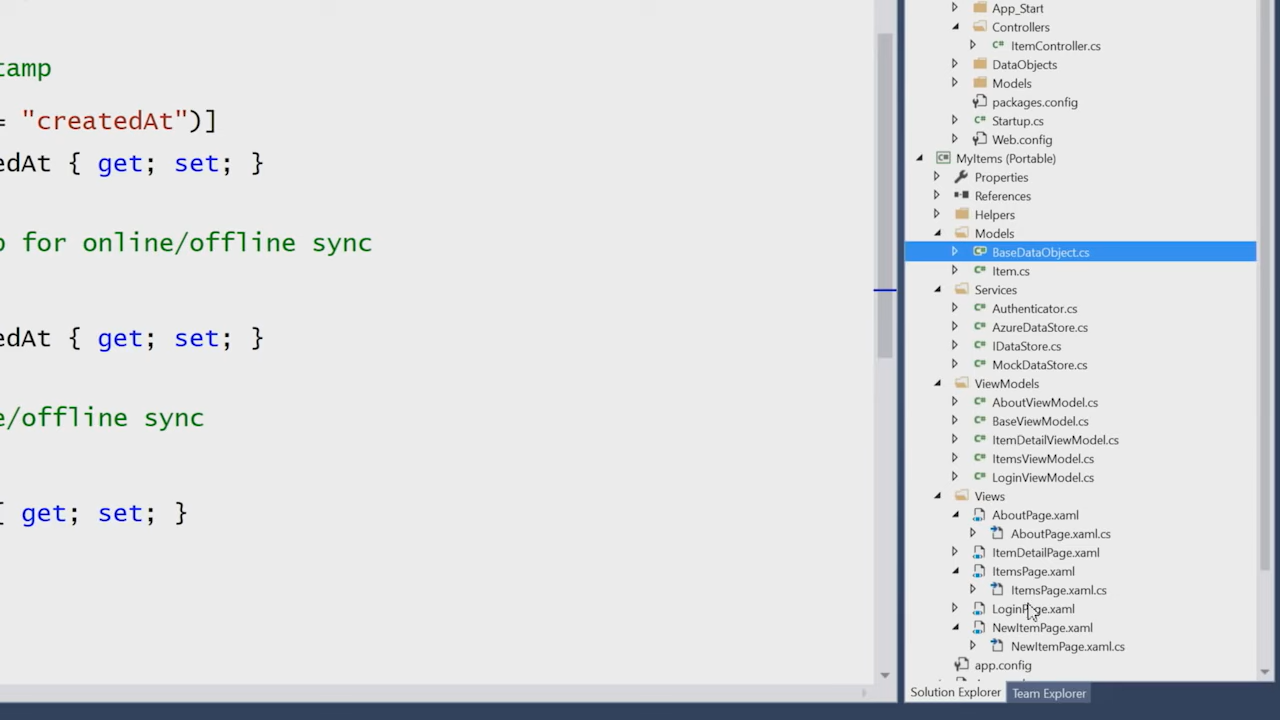 tamp
= "createdAt")]
edAt { get; set; }
p for online/offline sync
edAt { get; set; }
e/offline sync
{ get; set; }
App_Start
Controllers
ItemController.cs
DataObjects
Models
packages.config
Startup.cs
Web.config
MyItems (Portable)
Properties
References
Helpers
Models
BaseDataObject.cs
Item.cs
Services
Authenticator.cs
AzureDataStore.cs
IDataStore.cs
MockDataStore.cs
ViewModels
AboutViewModel.cs
BaseViewModel.cs
ItemDetailViewModel.cs
ItemsViewModel.cs
LoginViewModel.cs
Views
AboutPage.xaml
AboutPage.xaml.cs
ItemDetailPage.xaml
ItemsPage.xaml
ItemsPage.xaml.cs
LoginPage.xaml
NewItemPage.xaml
NewItemPage.xaml.cs
app.config
Solution Explorer
Team Explorer